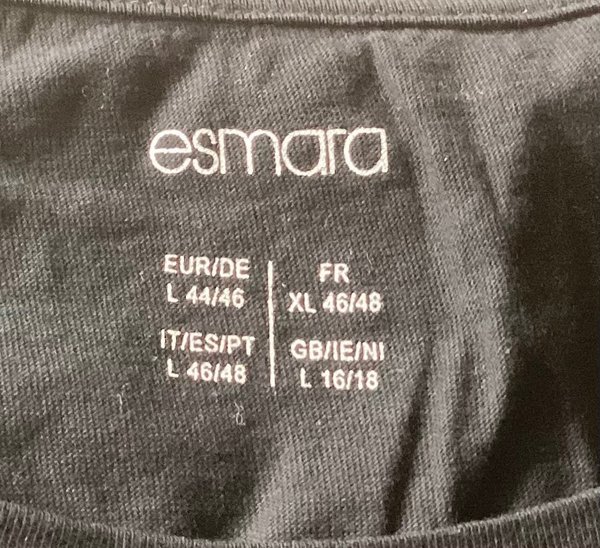 esmara
EUR/DE
L 44/46
FR
XL 46/48
IT/ES/PT
L 46/48
GB/IE/NI
L 16/18